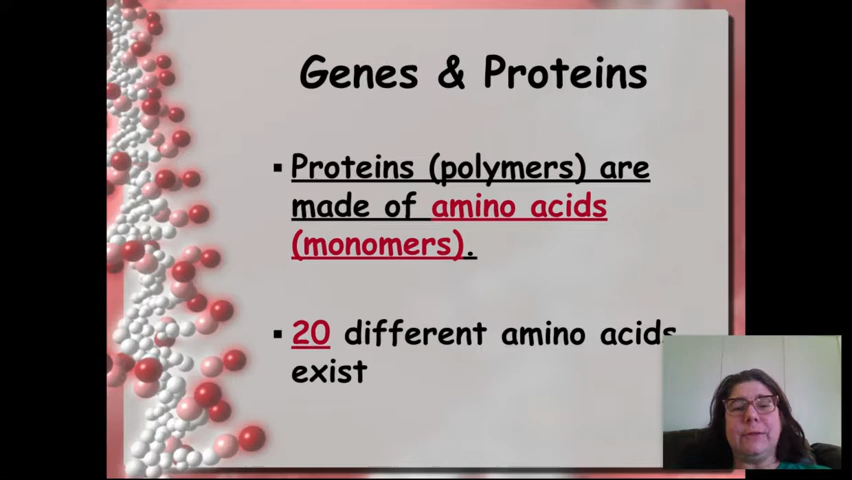 Genes & Proteins
▪ Proteins (polymers) are
made of amino acids
(monomers).
▪ 20 different amino acids
exist